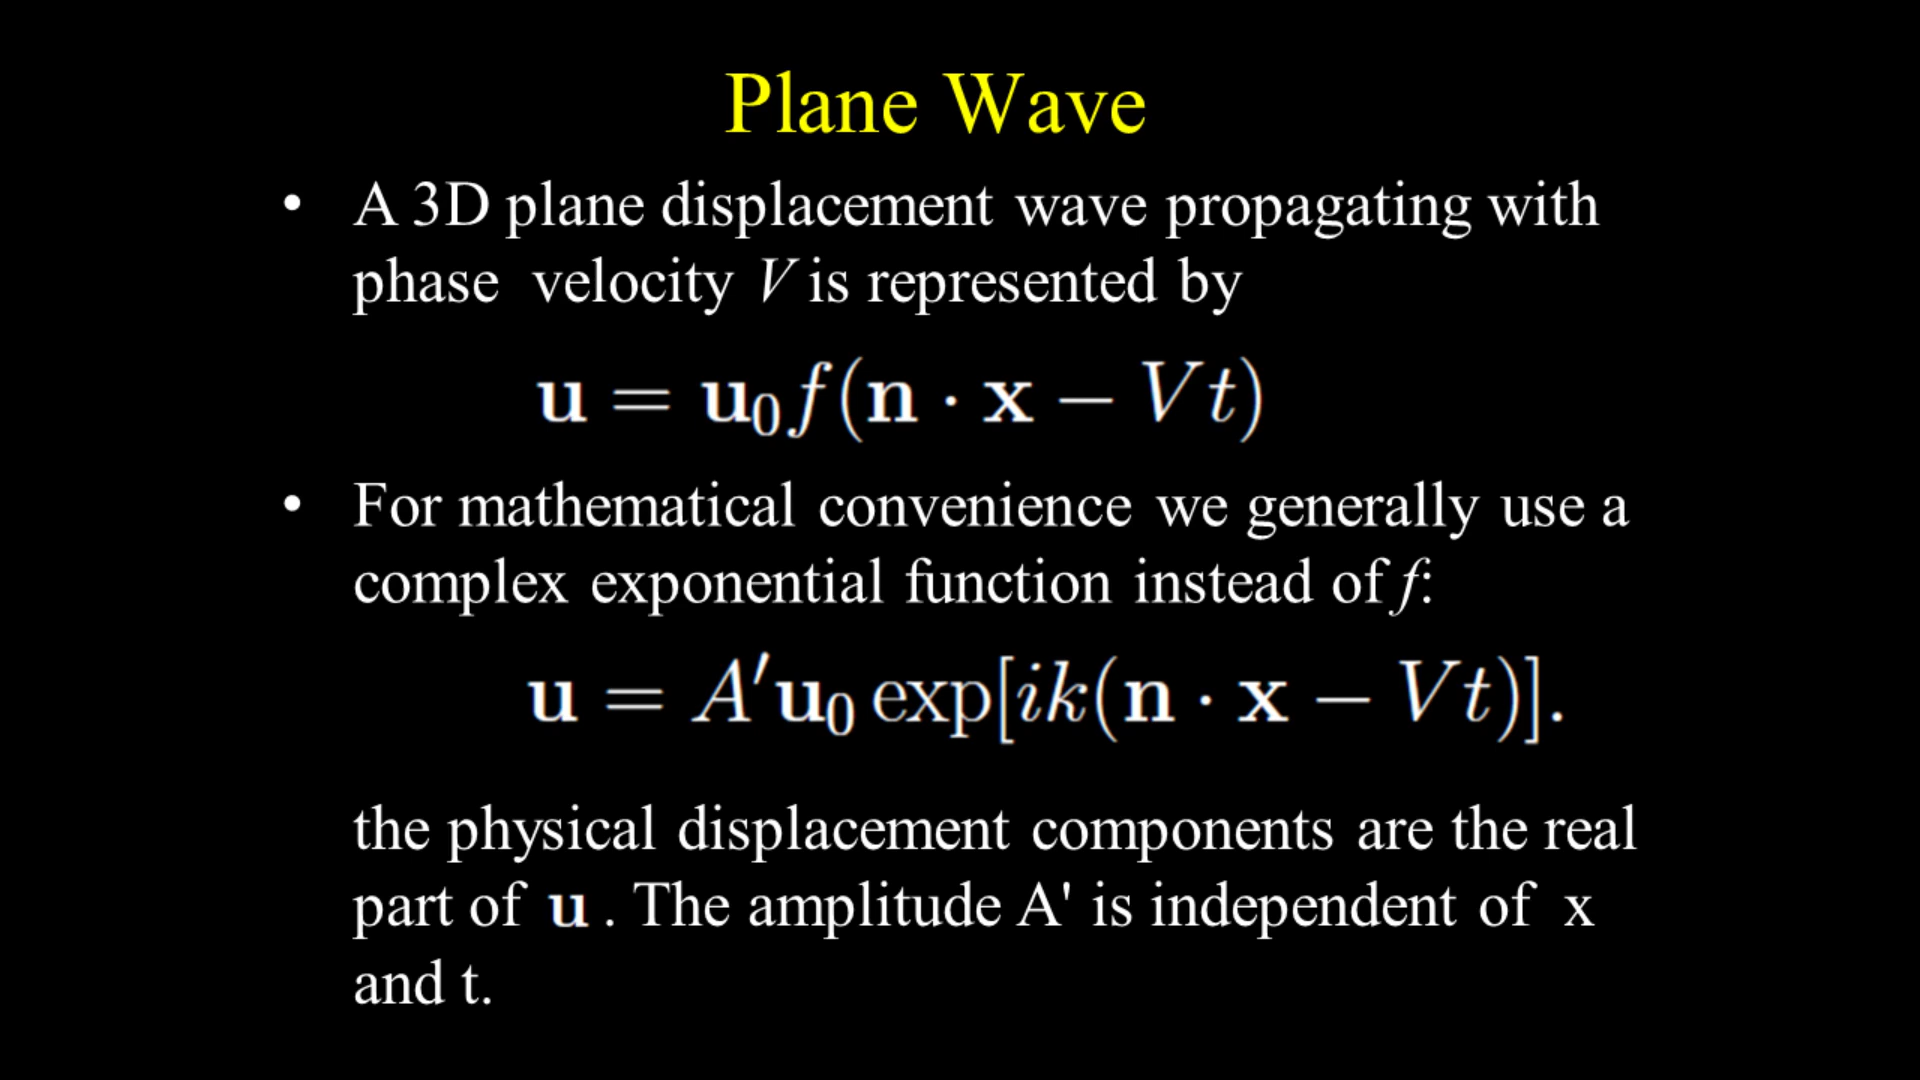 Plane Wave
• A 3D plane displacement wave propagating with
phase velocity V is represented by
u = u₀f(n · x − Vt)
• For mathematical convenience we generally use a
complex exponential function instead of f:
u = A′u₀ exp[ik(n · x − Vt)].
the physical displacement components are the real
part of u . The amplitude A' is independent of x
and t.